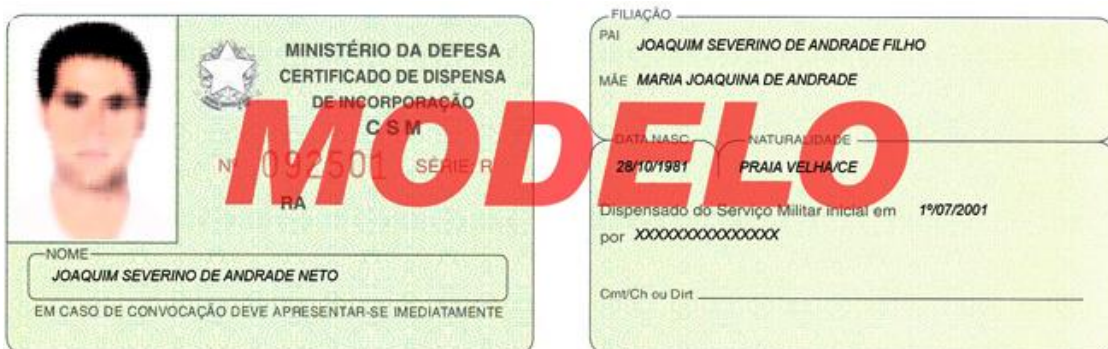 MINISTÉRIO DA DEFESA
CERTIFICADO DE DISPENSA
DE INCORPORAÇÃO
C S M
Nº 092501 SÉRIE R
RA
NOME
JOAQUIM SEVERINO DE ANDRADE NETO
EM CASO DE CONVOCAÇÃO DEVE APRESENTAR-SE IMEDIATAMENTE
MODELO
FILIAÇÃO
PAI JOAQUIM SEVERINO DE ANDRADE FILHO
MÃE MARIA JOAQUINA DE ANDRADE
DATA NASC. NATURALIDADE
28/10/1981 PRAIA VELHA/CE
Dispensado do Serviço Militar inicial em 1º/07/2001
por XXXXXXXXXXXXXXX
Cmt/Ch ou Dirt